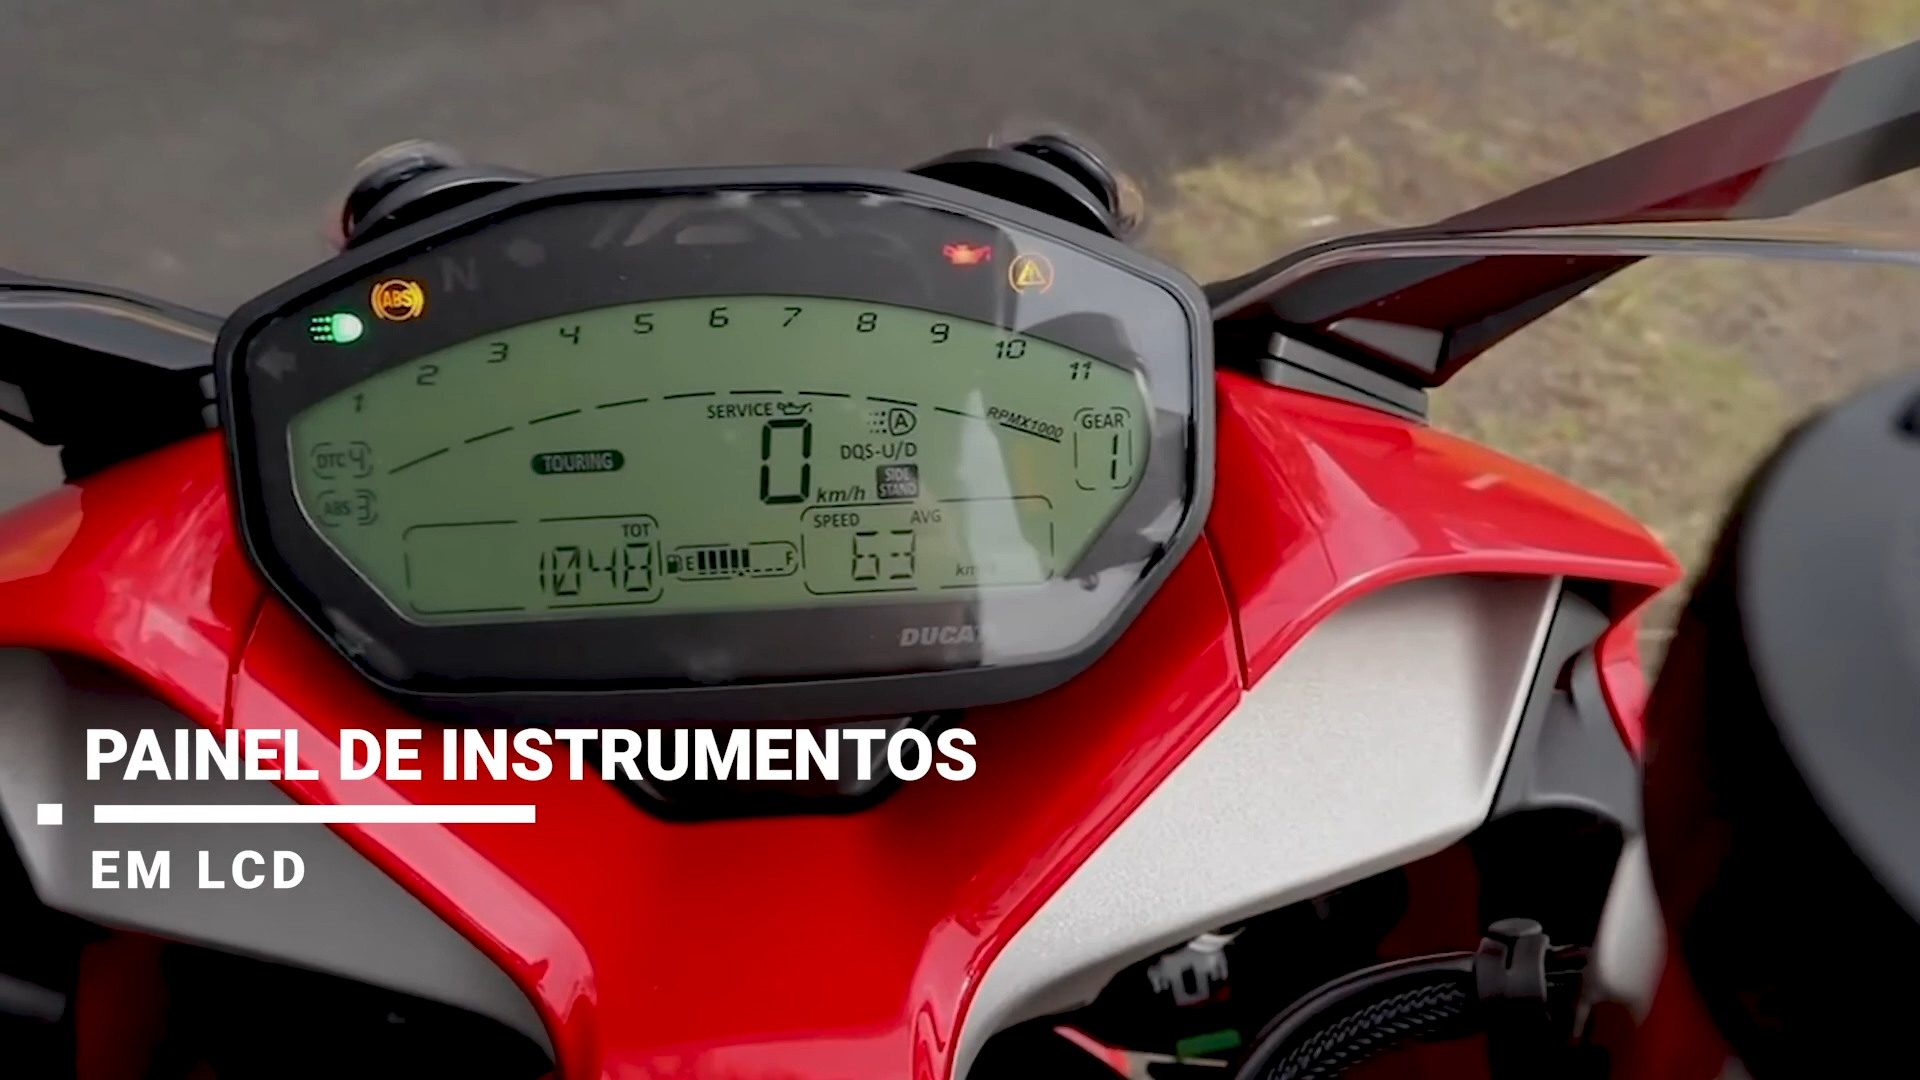 N
ABS
1 2 3 4 5 6 7 8 9 10 11
RPMX1000
SERVICE
A
GEAR
1
DTC 4
TOURING
0
km/h
DQS-U/D
SIDE
STAND
ABS 3
TOT
1048
E F
SPEED AVG
63
DUCAT
PAINEL DE INSTRUMENTOS
EM LCD